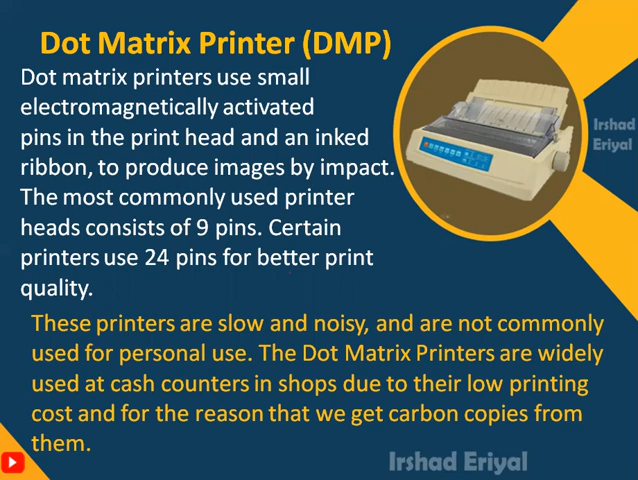 Dot Matrix Printer (DMP)
Dot matrix printers use small
electromagnetically activated
pins in the print head and an inked
ribbon, to produce images by impact.
The most commonly used printer
heads consists of 9 pins. Certain
printers use 24 pins for better print
quality.
Irshad
Eriyal
These printers are slow and noisy, and are not commonly
used for personal use. The Dot Matrix Printers are widely
used at cash counters in shops due to their low printing
cost and for the reason that we get carbon copies from
them.
Irshad Eriyal